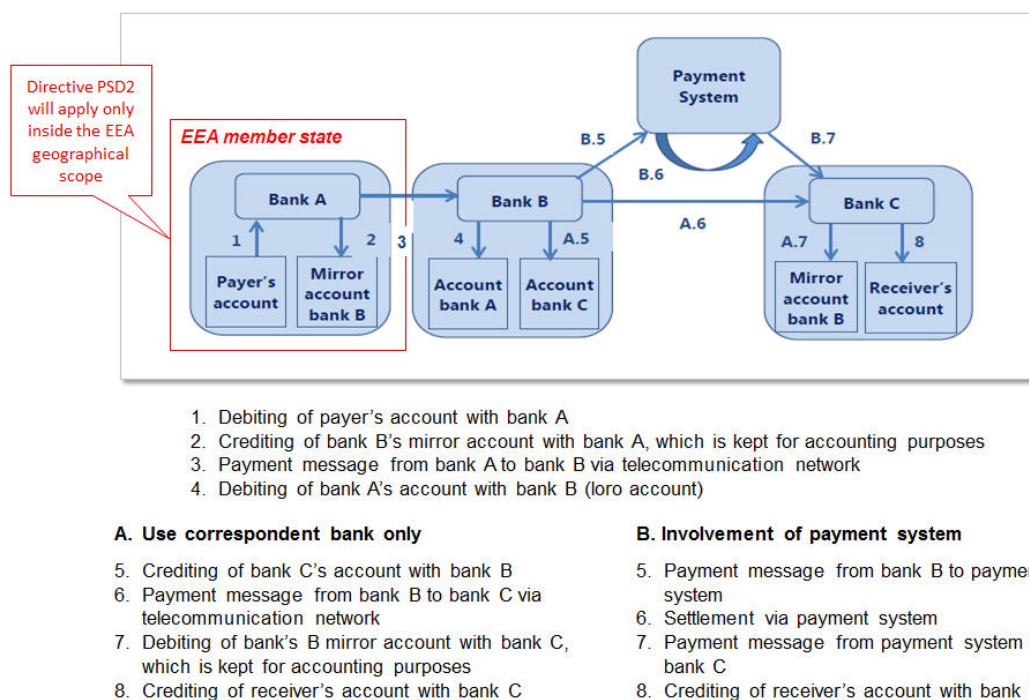 Directive PSD2
will apply only
inside the EEA
geographical
scope
EEA member state
Payment
System
B.5
B.6
B.7
Bank A
Bank B
Bank C
A.6
1
2
3
4
A.5
A.7
8
Payer's
account
Mirror
account
bank B
Account
bank A
Account
bank C
Mirror
account
bank B
Receiver's
account
1. Debiting of payer's account with bank A
2. Crediting of bank B's mirror account with bank A, which is kept for accounting purposes
3. Payment message from bank A to bank B via telecommunication network
4. Debiting of bank A's account with bank B (loro account)
A. Use correspondent bank only
5. Crediting of bank C's account with bank B
6. Payment message from bank B to bank C via
telecommunication network
7. Debiting of bank's B mirror account with bank C,
which is kept for accounting purposes
8. Crediting of receiver's account with bank C
B. Involvement of payment system
5. Payment message from bank B to payme
system
6. Settlement via payment system
7. Payment message from payment system
bank C
8. Crediting of receiver's account with bank